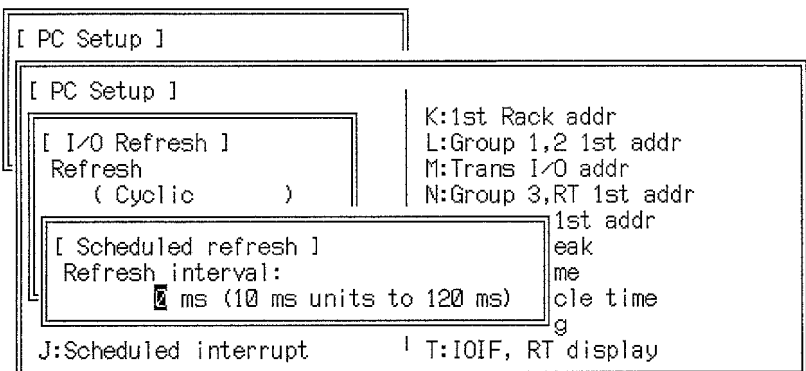 [ PC Setup ]
[ PC Setup ]
K:1st Rack addr
[ I/O Refresh ]
L:Group 1,2 1st addr
Refresh
M:Trans I/O addr
( Cyclic )
N:Group 3,RT 1st addr
1st addr
[ Scheduled refresh ]
eak
Refresh interval:
me
0 ms (10 ms units to 120 ms)
cle time
g
J:Scheduled interrupt
T:IOIF, RT display